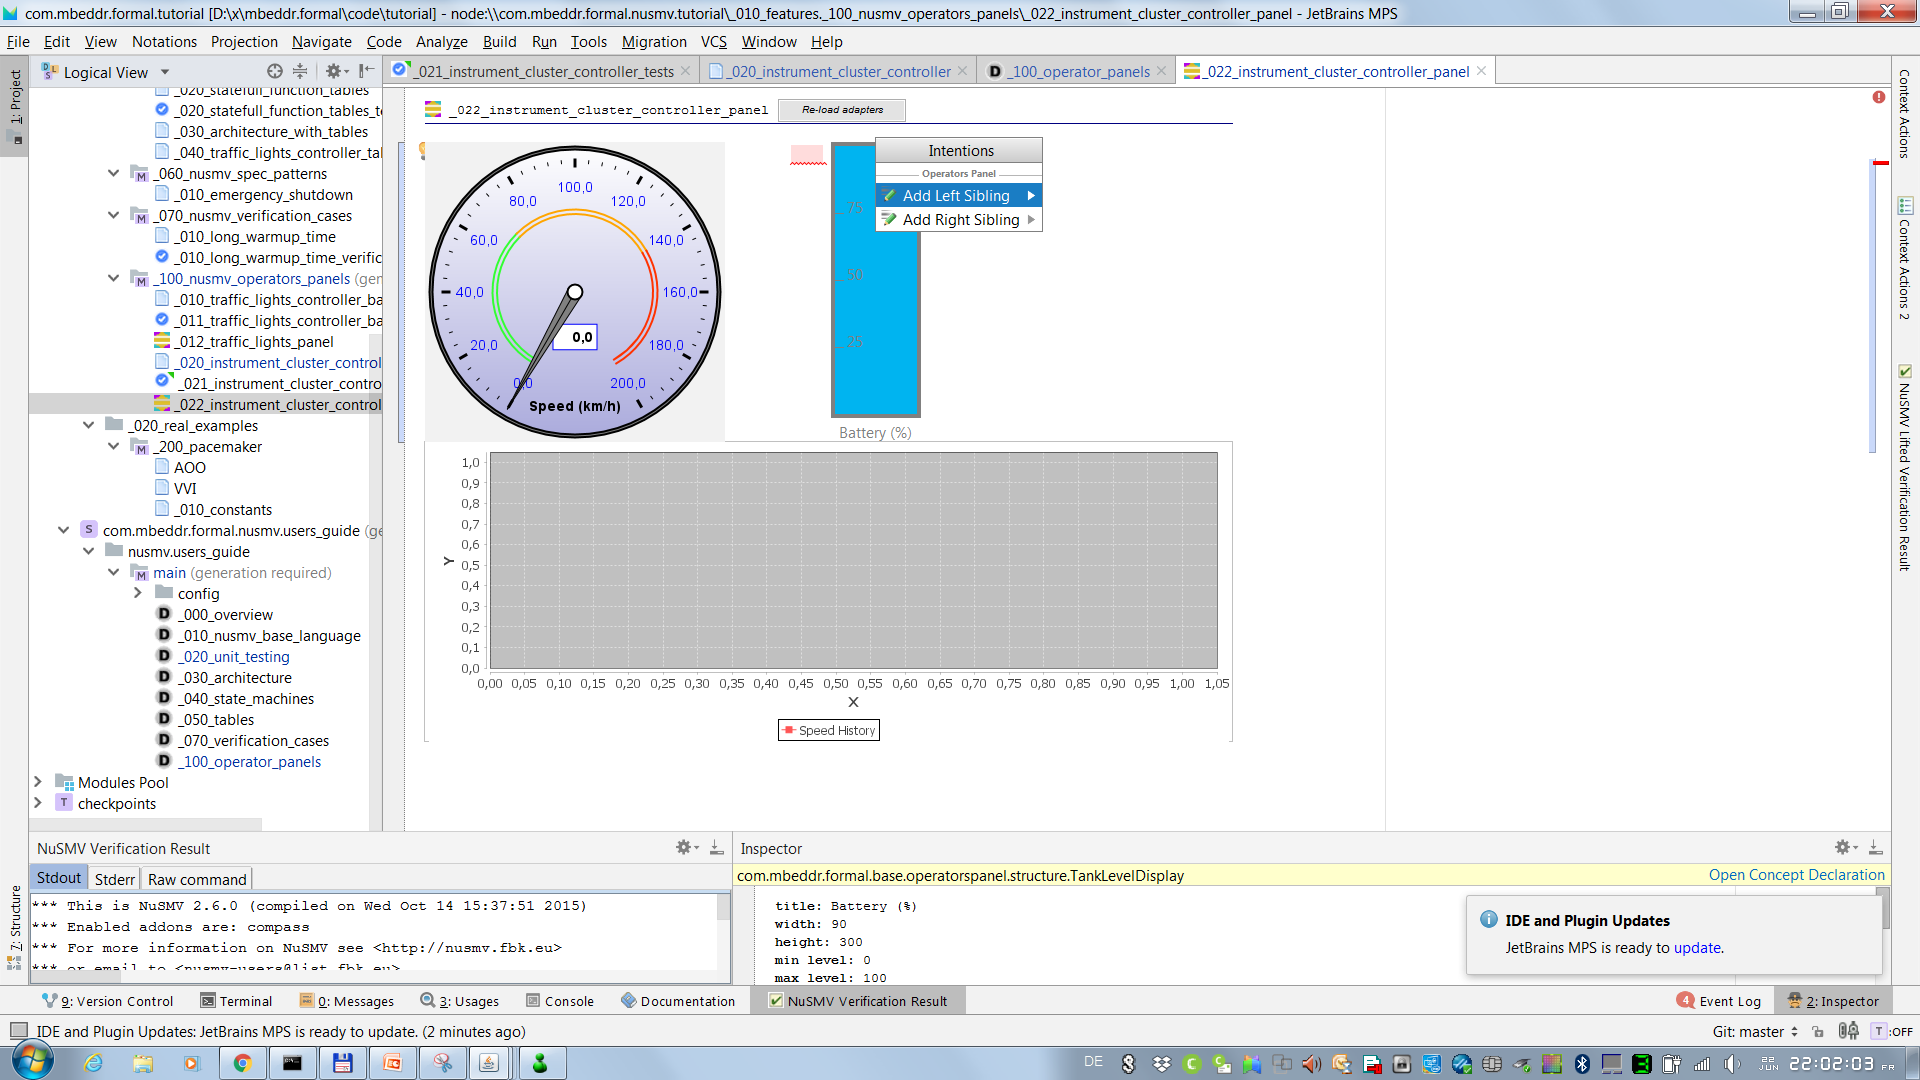 com.mbeddr.formal.tutorial [D:\x\mbeddr.formal\code\tutorial] - node:\\com.mbeddr.formal.nusmv.tutorial\_010_features._100_nusmv_operators_panels\_022_instrument_cluster_controller_panel - JetBrains MPS
File Edit View Notations Projection Navigate Code Analyze Build Run Tools Migration VCS Window Help
1: Project
Logical View
_021_instrument_cluster_controller_tests
_020_instrument_cluster_controller
_100_operator_panels
_022_instrument_cluster_controller_panel
_020_statefull_function_tables
_020_statefull_function_tables_t
_030_architecture_with_tables
_040_traffic_lights_controller_tal
_060_nusmv_spec_patterns
_010_emergency_shutdown
_070_nusmv_verification_cases
_010_long_warmup_time
_010_long_warmup_time_verific
_100_nusmv_operators_panels (gen
_010_traffic_lights_controller_ba
_011_traffic_lights_controller_ba
_012_traffic_lights_panel
_020_instrument_cluster_control
_021_instrument_cluster_contro
_022_instrument_cluster_control
_020_real_examples
_200_pacemaker
AOO
VVI
_010_constants
com.mbeddr.formal.nusmv.users_guide (ge
nusmv.users_guide
main (generation required)
config
_000_overview
_010_nusmv_base_language
_020_unit_testing
_030_architecture
_040_state_machines
_050_tables
_070_verification_cases
_100_operator_panels
Modules Pool
checkpoints
_022_instrument_cluster_controller_panel
Re-load adapters
0,0
20,0
40,0
60,0
80,0
100,0
120,0
140,0
160,0
180,0
200,0
0,0
Speed (km/h)
75
50
25
Battery (%)
Intentions
Operators Panel
Add Left Sibling
Add Right Sibling
1,0
0,9
0,8
0,7
0,6
0,5
0,4
0,3
0,2
0,1
0,0
Y
0,00 0,05 0,10 0,15 0,20 0,25 0,30 0,35 0,40 0,45 0,50 0,55 0,60 0,65 0,70 0,75 0,80 0,85 0,90 0,95 1,00 1,05
X
Speed History
Context Actions
Context Actions 2
NuSMV Lifted Verification Result
7: Structure
NuSMV Verification Result
Stdout Stderr Raw command
*** This is NuSMV 2.6.0 (compiled on Wed Oct 14 15:37:51 2015)
*** Enabled addons are: compass
*** For more information on NuSMV see <http://nusmv.fbk.eu>
*** or email to <nusmv-users@list.fbk.eu>
Inspector
com.mbeddr.formal.base.operatorspanel.structure.TankLevelDisplay
Open Concept Declaration
title: Battery (%)
width: 90
height: 300
min level: 0
max level: 100
IDE and Plugin Updates
JetBrains MPS is ready to update.
9: Version Control Terminal 0: Messages 3: Usages Console Documentation NuSMV Verification Result
4 Event Log 2: Inspector
IDE and Plugin Updates: JetBrains MPS is ready to update. (2 minutes ago)
Git: master
T :OFF
DE
22 JUN
22:02:03 FR